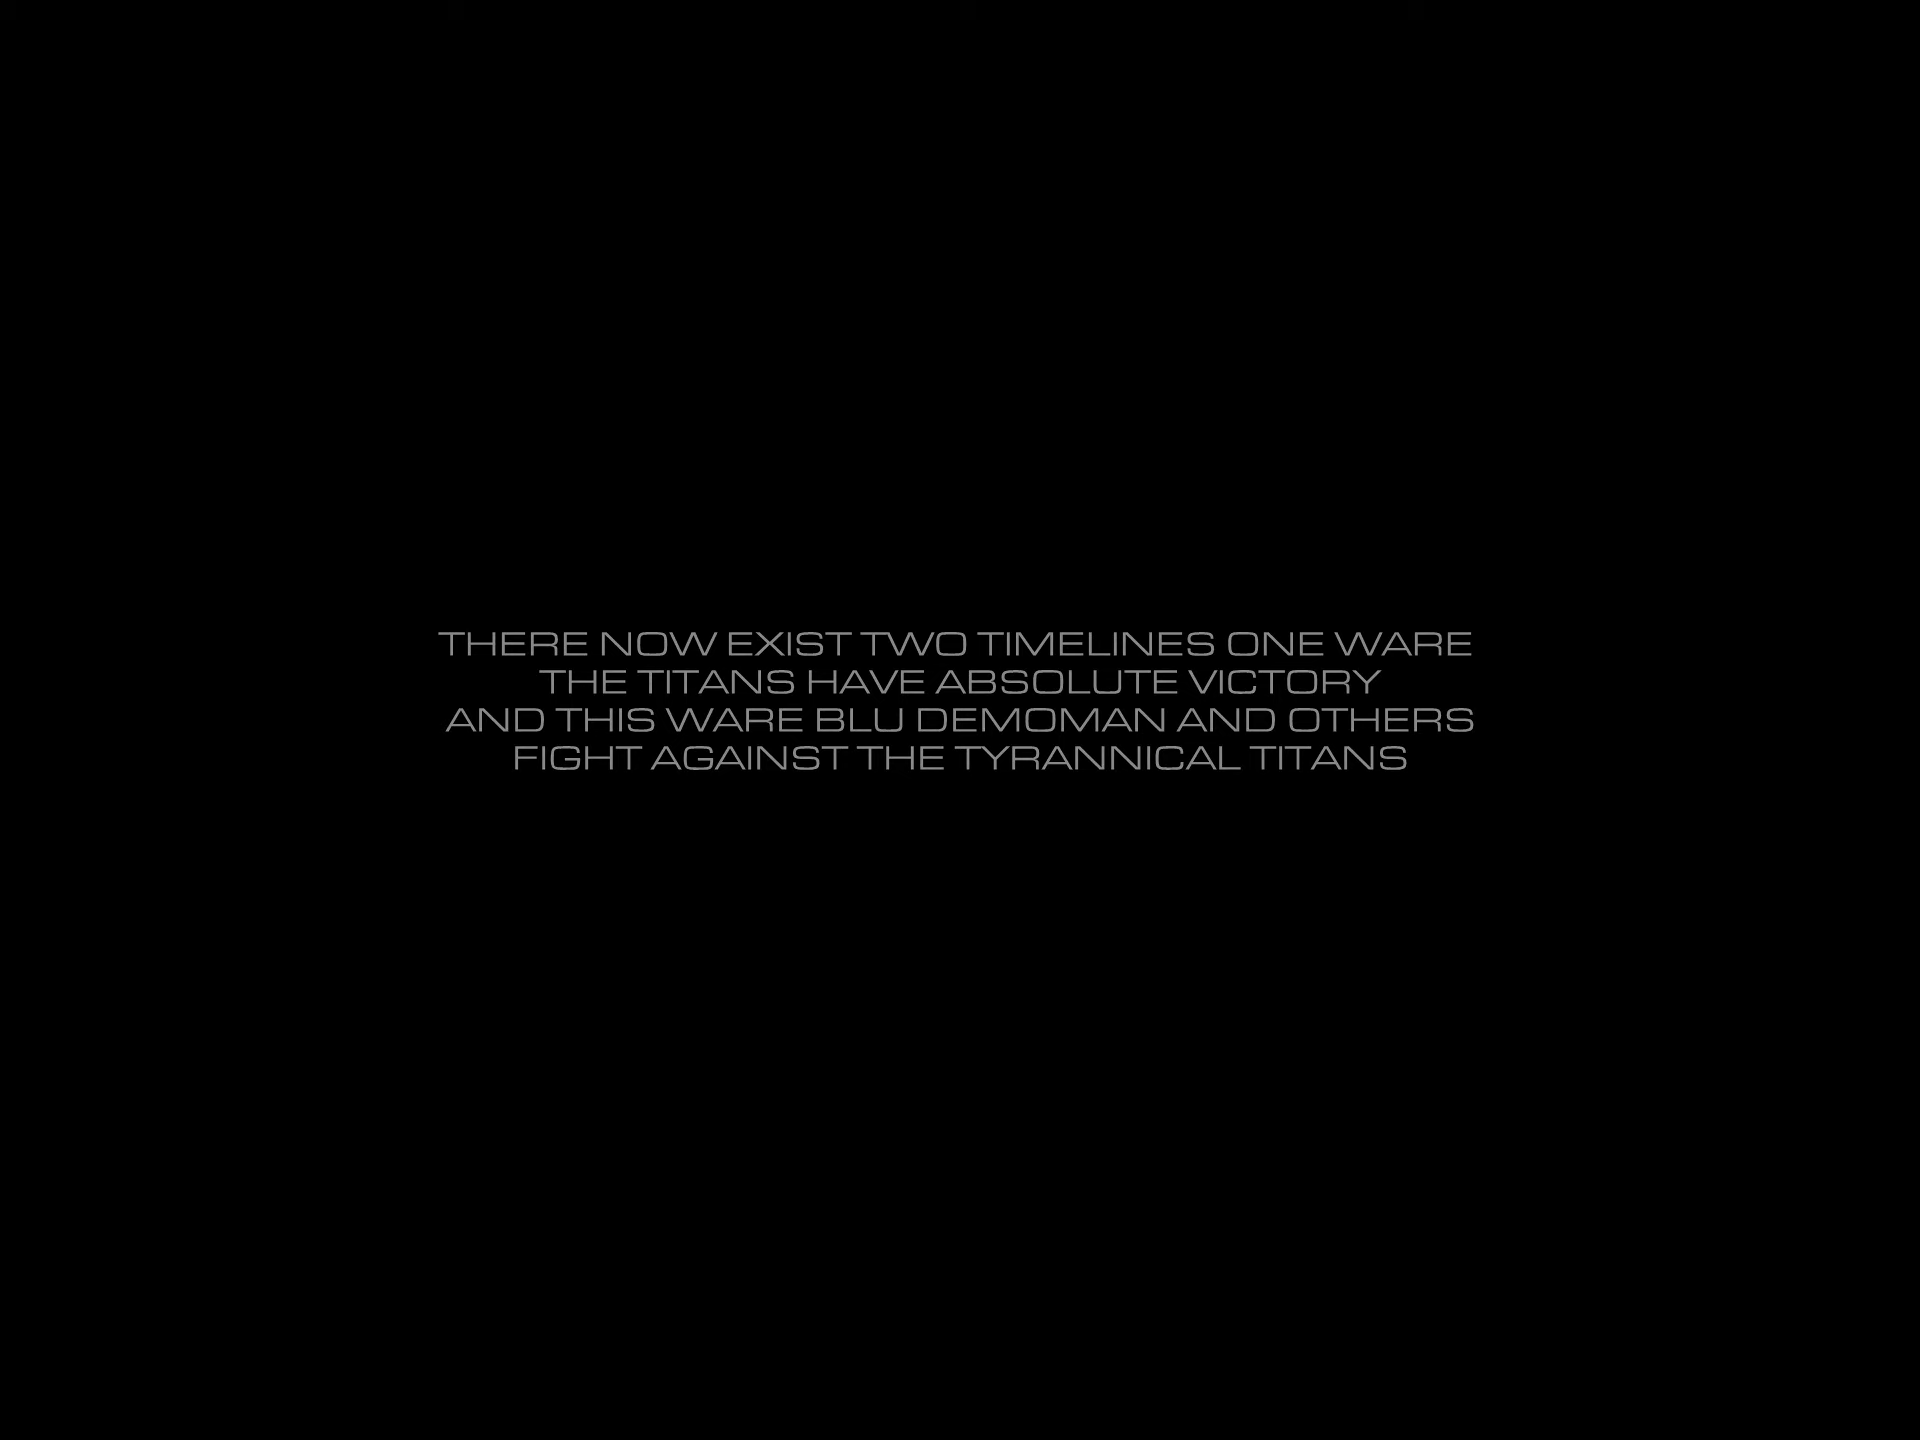 THERE NOW EXIST TWO TIMELINES ONE WARE
THE TITANS HAVE ABSOLUTE VICTORY
AND THIS WARE BLU DEMOMAN AND OTHERS
FIGHT AGAINST THE TYRANNICAL TITANS